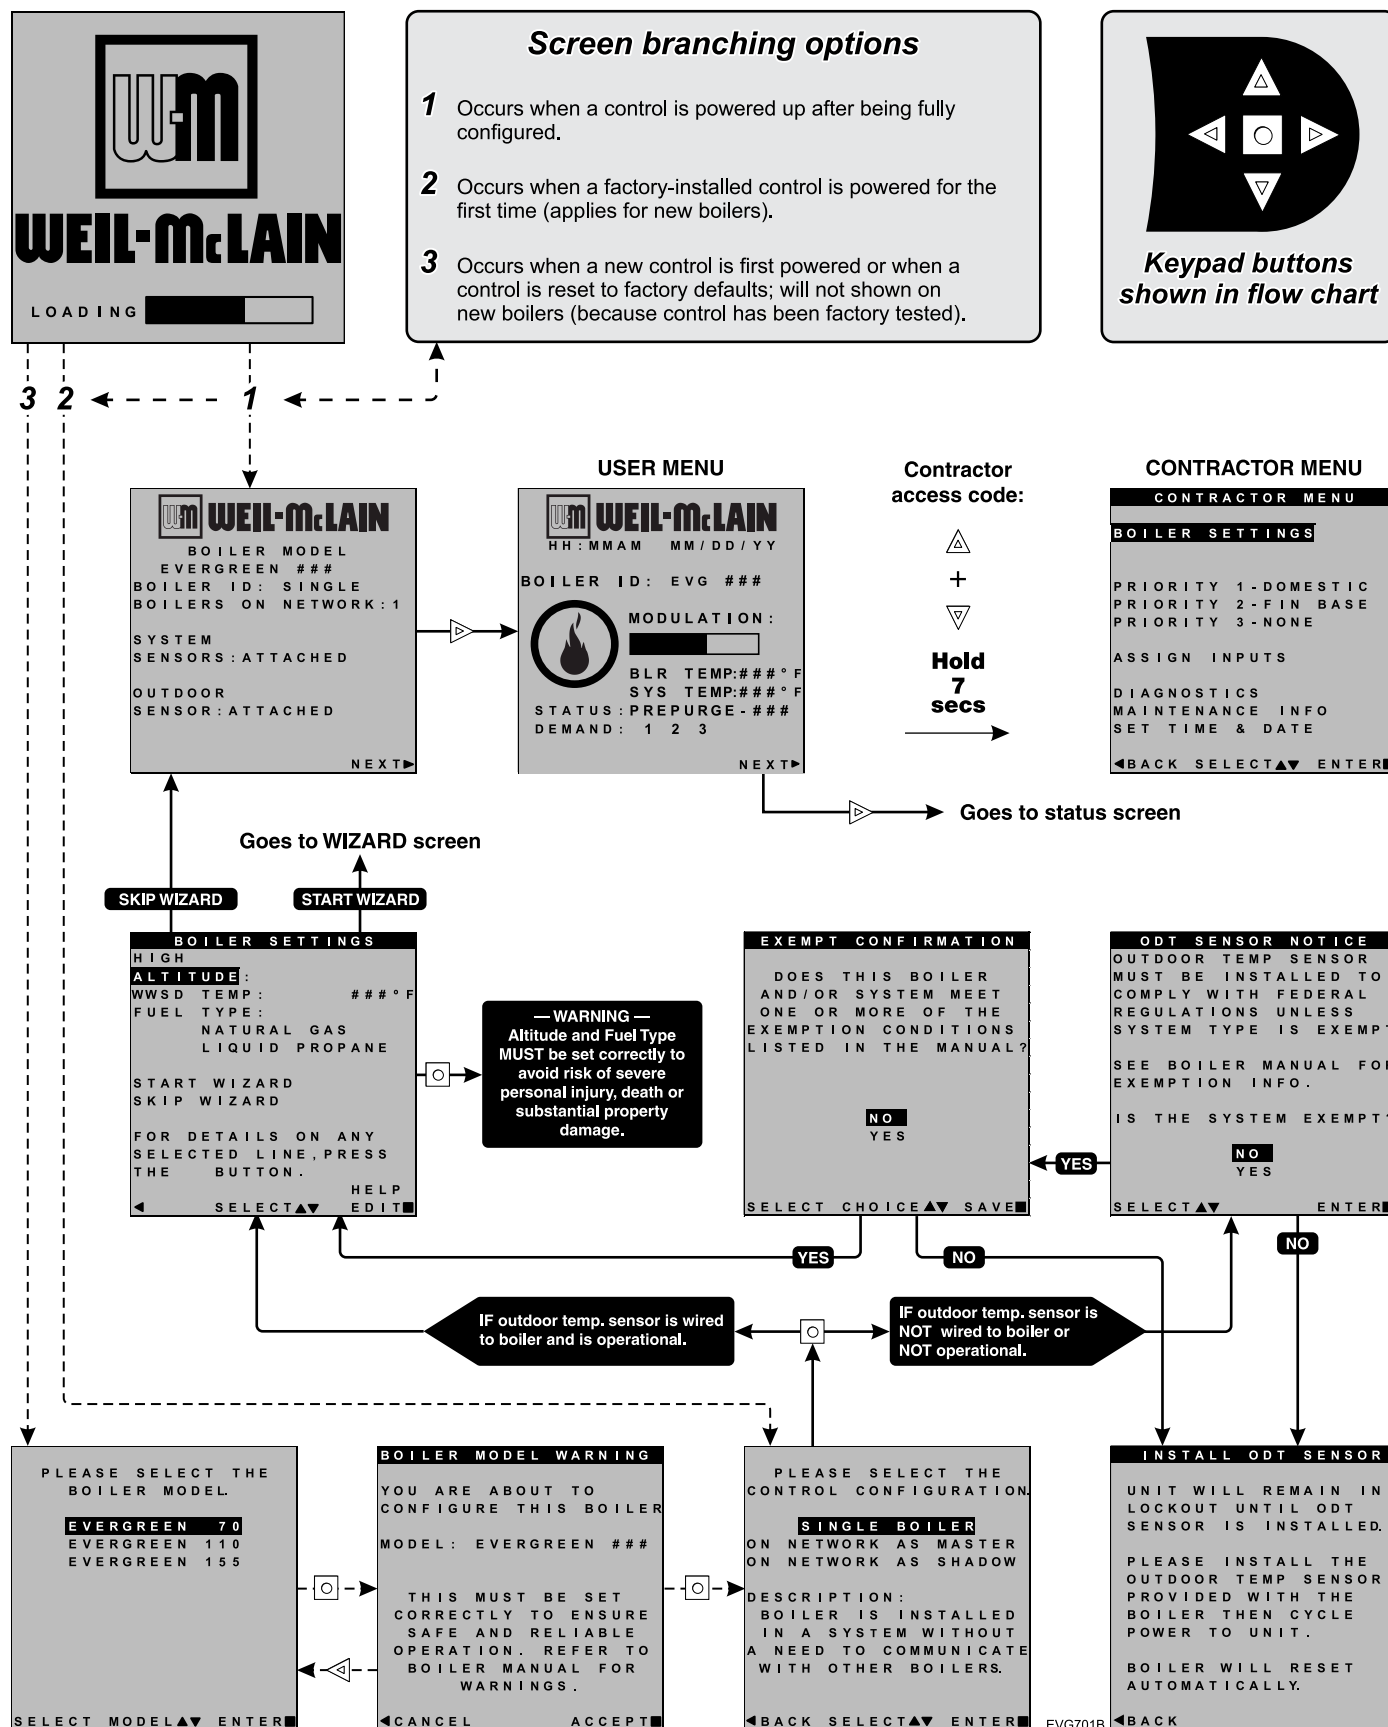 WM
WEIL-McLAIN
LOADING
Screen branching options
1 Occurs when a control is powered up after being fully
configured.
2 Occurs when a factory-installed control is powered for the
first time (applies for new boilers).
3 Occurs when a new control is first powered or when a
control is reset to factory defaults; will not shown on
new boilers (because control has been factory tested).
Keypad buttons
shown in flow chart
3 2 1
WM WEIL-McLAIN
BOILER MODEL
EVERGREEN ###
BOILER ID: SINGLE
BOILERS ON NETWORK:1
SYSTEM
SENSORS:ATTACHED
OUTDOOR
SENSOR:ATTACHED
NEXT▶
USER MENU
WM WEIL-McLAIN
HH:MMAM MM/DD/YY
BOILER ID: EVG ###
MODULATION:
BLR TEMP:###°F
SYS TEMP:###°F
STATUS:PREPURGE-###
DEMAND: 1 2 3
NEXT▶
Contractor
access code:
+
Hold
7
secs
CONTRACTOR MENU
CONTRACTOR MENU
BOILER SETTINGS
PRIORITY 1-DOMESTIC
PRIORITY 2-FIN BASE
PRIORITY 3-NONE
ASSIGN INPUTS
DIAGNOSTICS
MAINTENANCE INFO
SET TIME & DATE
◀BACK SELECT▲▼ ENTER■
Goes to status screen
Goes to WIZARD screen
SKIP WIZARD
START WIZARD
BOILER SETTINGS
HIGH
ALTITUDE:
WWSD TEMP: ###°F
FUEL TYPE:
NATURAL GAS
LIQUID PROPANE
START WIZARD
SKIP WIZARD
FOR DETAILS ON ANY
SELECTED LINE,PRESS
THE BUTTON.
HELP
◀ SELECT▲▼ EDIT■
— WARNING —
Altitude and Fuel Type
MUST be set correctly to
avoid risk of severe
personal injury, death or
substantial property
damage.
EXEMPT CONFIRMATION
DOES THIS BOILER
AND/OR SYSTEM MEET
ONE OR MORE OF THE
EXEMPTION CONDITIONS
LISTED IN THE MANUAL?
NO
YES
SELECT CHOICE▲▼ SAVE■
YES
ODT SENSOR NOTICE
OUTDOOR TEMP SENSOR
MUST BE INSTALLED TO
COMPLY WITH FEDERAL
REGULATIONS UNLESS
SYSTEM TYPE IS EXEMPT
SEE BOILER MANUAL FOR
EXEMPTION INFO.
IS THE SYSTEM EXEMPT?
NO
YES
SELECT▲▼ ENTER■
YES
NO
NO
IF outdoor temp. sensor is wired
to boiler and is operational.
IF outdoor temp. sensor is
NOT wired to boiler or
NOT operational.
PLEASE SELECT THE
BOILER MODEL.
EVERGREEN 70
EVERGREEN 110
EVERGREEN 155
SELECT MODEL▲▼ ENTER■
BOILER MODEL WARNING
YOU ARE ABOUT TO
CONFIGURE THIS BOILER
MODEL: EVERGREEN ###
THIS MUST BE SET
CORRECTLY TO ENSURE
SAFE AND RELIABLE
OPERATION. REFER TO
BOILER MANUAL FOR
WARNINGS.
◀CANCEL ACCEPT■
PLEASE SELECT THE
CONTROL CONFIGURATION.
SINGLE BOILER
ON NETWORK AS MASTER
ON NETWORK AS SHADOW
DESCRIPTION:
BOILER IS INSTALLED
IN A SYSTEM WITHOUT
A NEED TO COMMUNICATE
WITH OTHER BOILERS.
◀BACK SELECT▲▼ ENTER■
EVG701B
INSTALL ODT SENSOR
UNIT WILL REMAIN IN
LOCKOUT UNTIL ODT
SENSOR IS INSTALLED.
PLEASE INSTALL THE
OUTDOOR TEMP SENSOR
PROVIDED WITH THE
BOILER THEN CYCLE
POWER TO UNIT.
BOILER WILL RESET
AUTOMATICALLY.
◀BACK